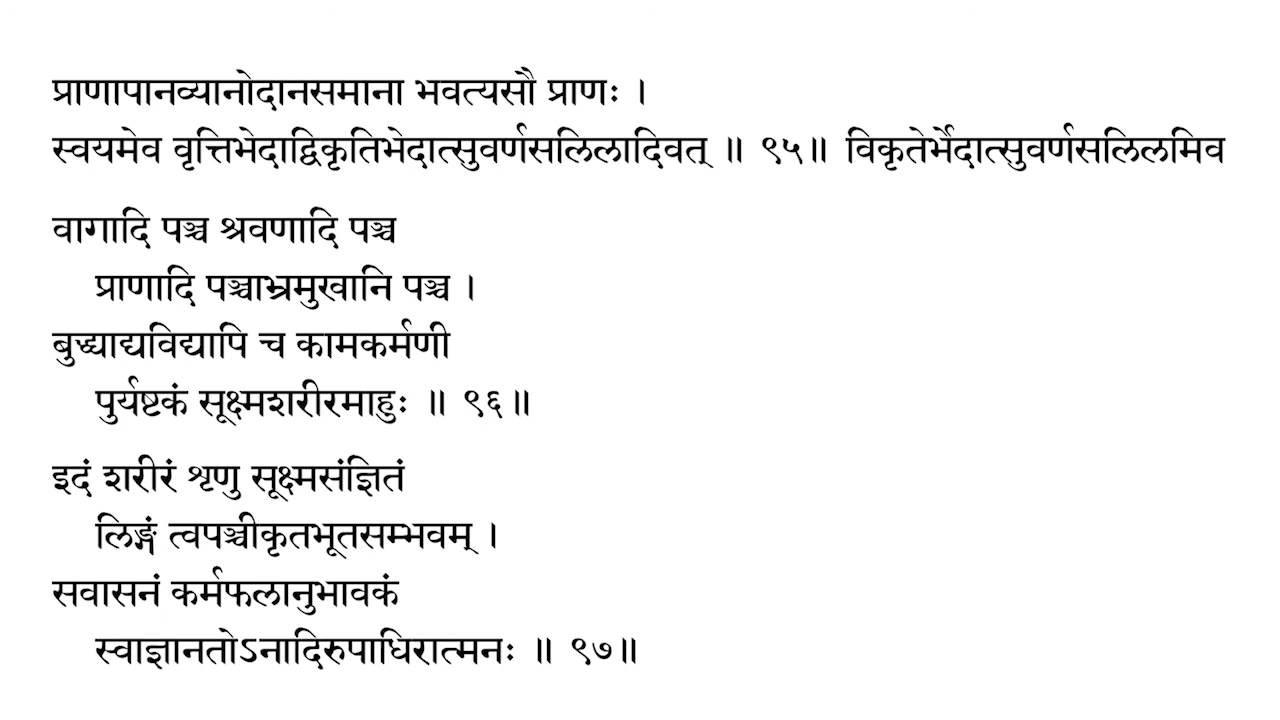 प्राणापानव्यानोदानसमाना भवत्यसौ प्राणः ।
स्वयमेव वृत्तिभेदाद्विकृतिभेदात्सुवर्णसलिलादिवत् ॥ ९५॥ विकृतेर्भेदात्सुवर्णसलिलमिव
वागादि पञ्च श्रवणादि पञ्च
प्राणादि पञ्चाभ्रमुखानि पञ्च ।
बुद्ध्याद्यविद्यापि च कामकर्मणी
पुर्यष्टकं सूक्ष्मशरीरमाहुः ॥ ९६॥
इदं शरीरं शृणु सूक्ष्मसंज्ञितं
लिङ्गं त्वपञ्चीकृतभूतसम्भवम् ।
सवासनं कर्मफलानुभावकं
स्वाज्ञानतोऽनादिरुपाधिरात्मनः ॥ ९७॥